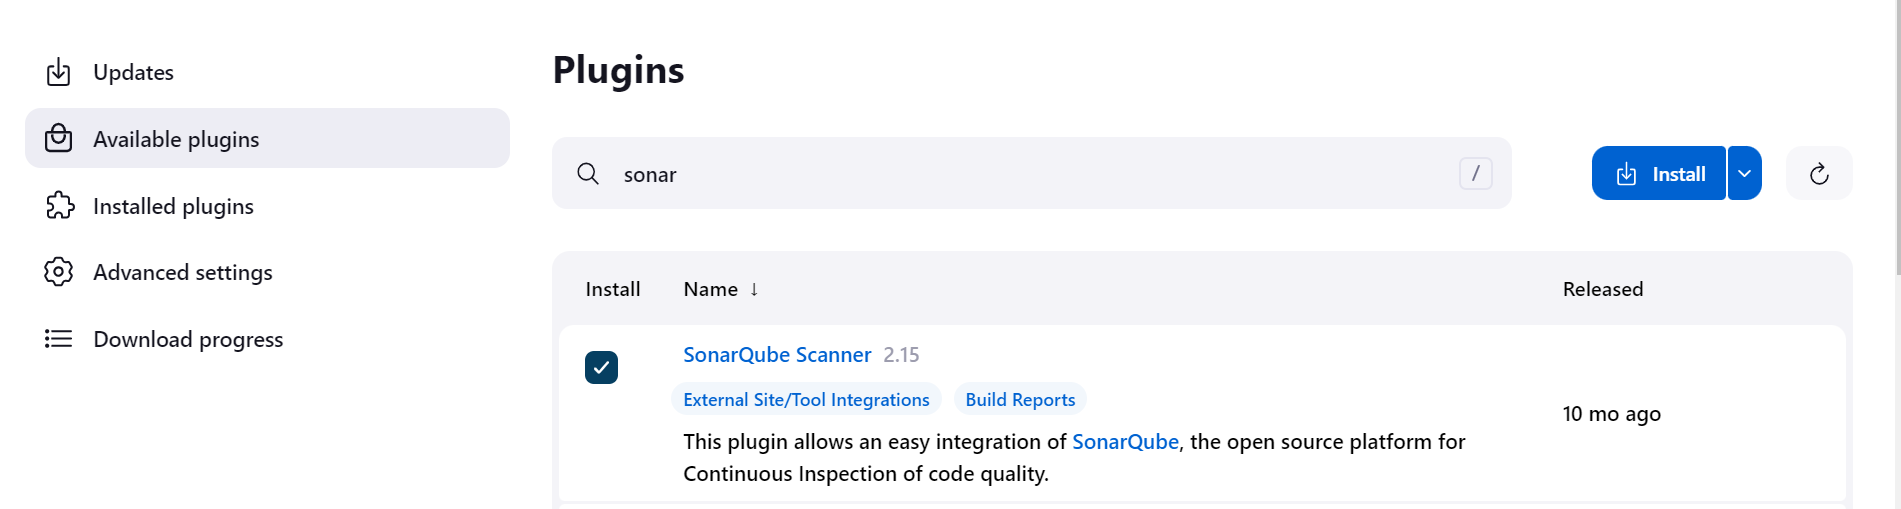 Updates
Available plugins
Installed plugins
Advanced settings
Download progress
Plugins
sonar
/
Install
Install Name ↓ Released
SonarQube Scanner 2.15
External Site/Tool Integrations Build Reports
This plugin allows an easy integration of SonarQube, the open source platform for
Continuous Inspection of code quality.
10 mo ago